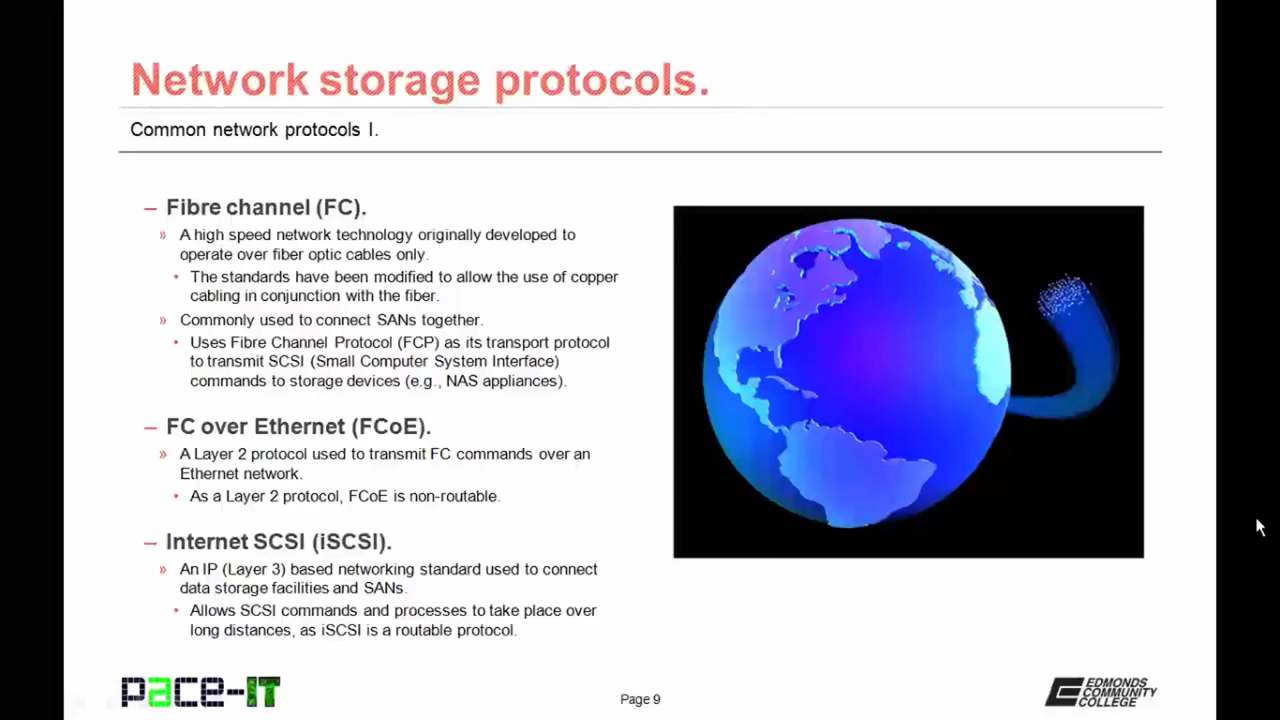 Network storage protocols.
Common network protocols I.
– Fibre channel (FC).
» A high speed network technology originally developed to
operate over fiber optic cables only.
• The standards have been modified to allow the use of copper
cabling in conjunction with the fiber.
» Commonly used to connect SANs together.
• Uses Fibre Channel Protocol (FCP) as its transport protocol
to transmit SCSI (Small Computer System Interface)
commands to storage devices (e.g., NAS appliances).
– FC over Ethernet (FCoE).
» A Layer 2 protocol used to transmit FC commands over an
Ethernet network.
• As a Layer 2 protocol, FCoE is non-routable.
– Internet SCSI (iSCSI).
» An IP (Layer 3) based networking standard used to connect
data storage facilities and SANs.
• Allows SCSI commands and processes to take place over
long distances, as iSCSI is a routable protocol.
pace-IT
Page 9
EDMONDS
COMMUNITY
COLLEGE